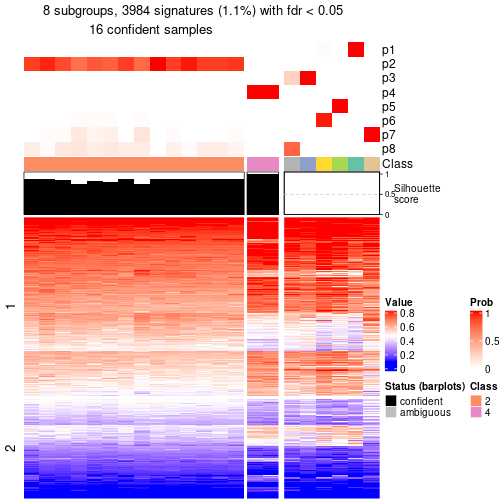 8 subgroups, 3984 signatures (1.1%) with fdr < 0.05
16 confident samples
p1
p2
p3
p4
p5
p6
p7
p8
Class
1
0.5
0
Silhouette
score
1
2
Value
0.8
0.6
0.4
0.2
0
Prob
1
0.5
0
Status (barplots)
confident
ambiguous
Class
2
4